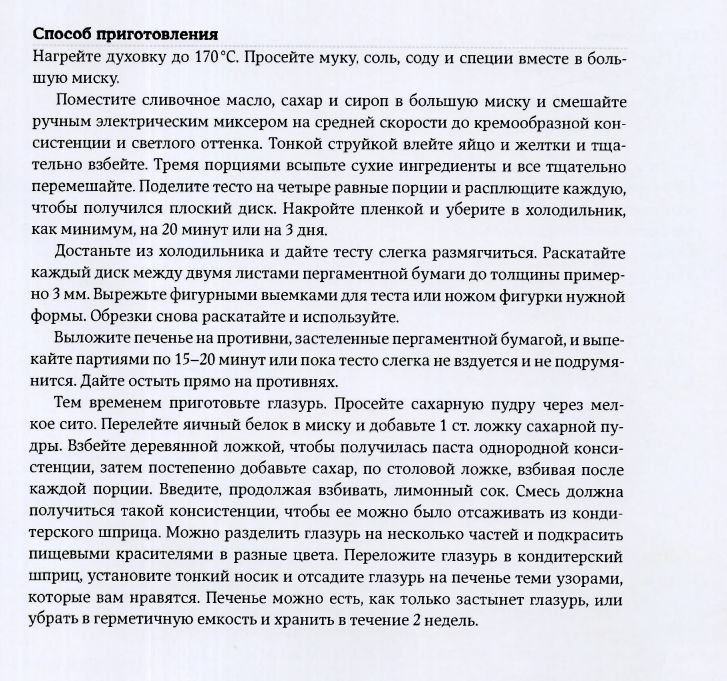 Способ приготовления
Нагрейте духовку до 170°C. Просейте муку, соль, соду и специи вместе в боль-
шую миску.
Поместите сливочное масло, сахар и сироп в большую миску и смешайте
ручным электрическим миксером на средней скорости до кремообразной кон-
систенции и светлого оттенка. Тонкой струйкой влейте яйцо и желтки и тща-
тельно взбейте. Тремя порциями всыпьте сухие ингредиенты и все тщательно
перемешайте. Поделите тесто на четыре равные порции и расплющите каждую,
чтобы получился плоский диск. Накройте пленкой и уберите в холодильник,
как минимум, на 20 минут или на 3 дня.
Достаньте из холодильника и дайте тесту слегка размягчиться. Раскатайте
каждый диск между двумя листами пергаментной бумаги до толщины пример-
но 3 мм. Вырежьте фигурными выемками для теста или ножом фигурки нужной
формы. Обрезки снова раскатайте и используйте.
Выложите печенье на противни, застеленные пергаментной бумагой, и выпе-
кайте партиями по 15–20 минут или пока тесто слегка не вздуется и не подрумя-
нится. Дайте остыть прямо на противнях.
Тем временем приготовьте глазурь. Просейте сахарную пудру через мел-
кое сито. Перелейте яичный белок в миску и добавьте 1 ст. ложку сахарной пу-
дры. Взбейте деревянной ложкой, чтобы получилась паста однородной конси-
стенции, затем постепенно добавьте сахар, по столовой ложке, взбивая после
каждой порции. Введите, продолжая взбивать, лимонный сок. Смесь должна
получиться такой консистенции, чтобы ее можно было отсаживать из конди-
терского шприца. Можно разделить глазурь на несколько частей и подкрасить
пищевыми красителями в разные цвета. Переложите глазурь в кондитерский
шприц, установите тонкий носик и отсадите глазурь на печенье теми узорами,
которые вам нравятся. Печенье можно есть, как только застынет глазурь, или
убрать в герметичную емкость и хранить в течение 2 недель.